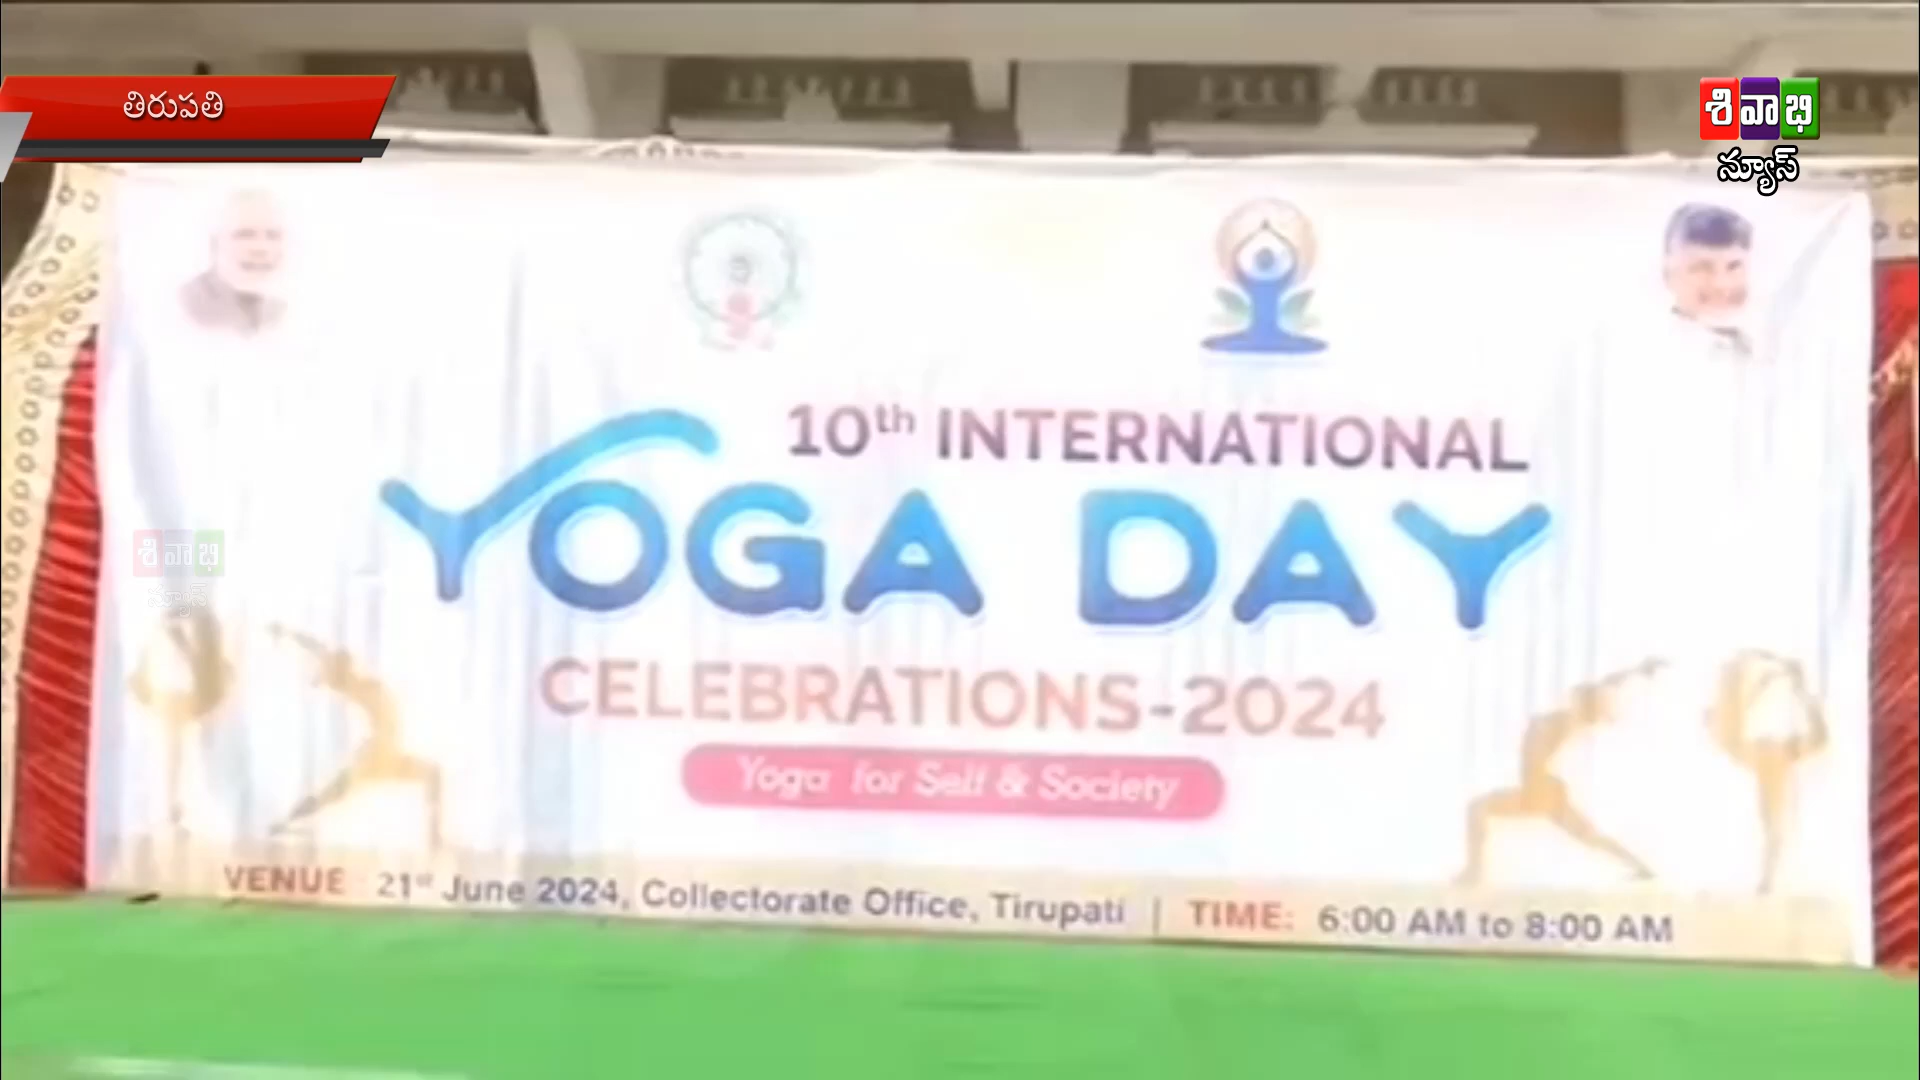 తిరుపతి
శివాభి
న్యూస్
10th INTERNATIONAL
YOGA DAY
CELEBRATIONS-2024
Yoga for Self & Society
VENUE 21st June 2024, Collectorate Office, Tirupati | TIME: 6:00 AM to 8:00 AM
శివాభి
న్యూస్